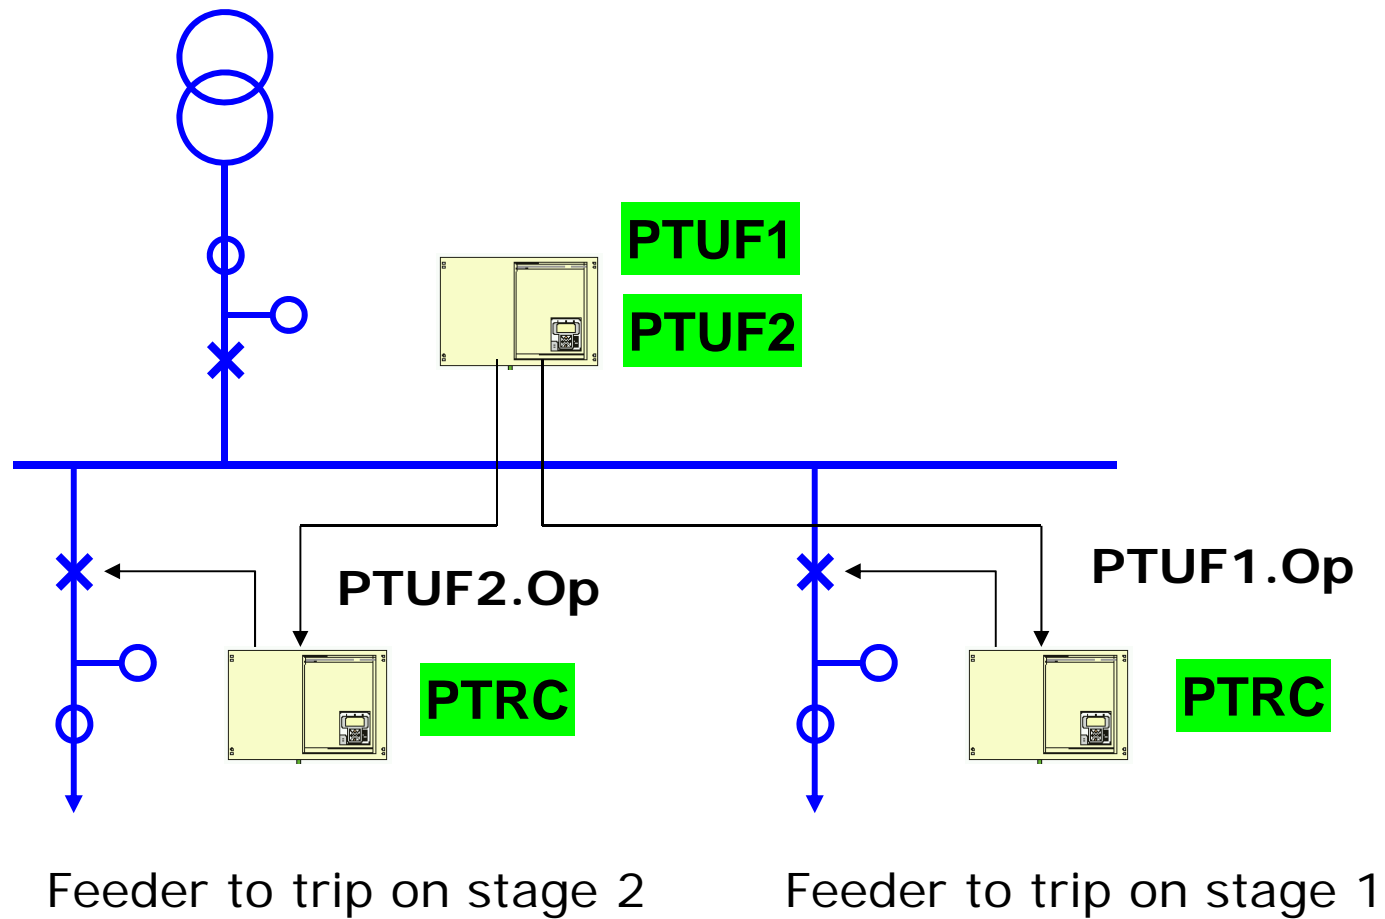 PTUF1
PTUF2
PTUF2.Op
PTUF1.Op
PTRC
PTRC
Feeder to trip on stage 2
Feeder to trip on stage 1